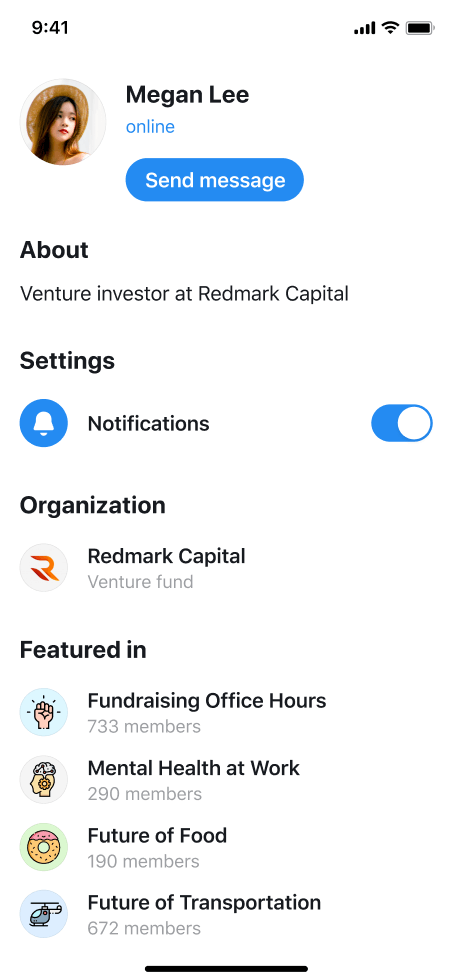 9:41
Megan Lee
online
Send message
About
Venture investor at Redmark Capital
Settings
Notifications
Organization
Redmark Capital
Venture fund
Featured in
Fundraising Office Hours
733 members
Mental Health at Work
290 members
Future of Food
190 members
Future of Transportation
672 members